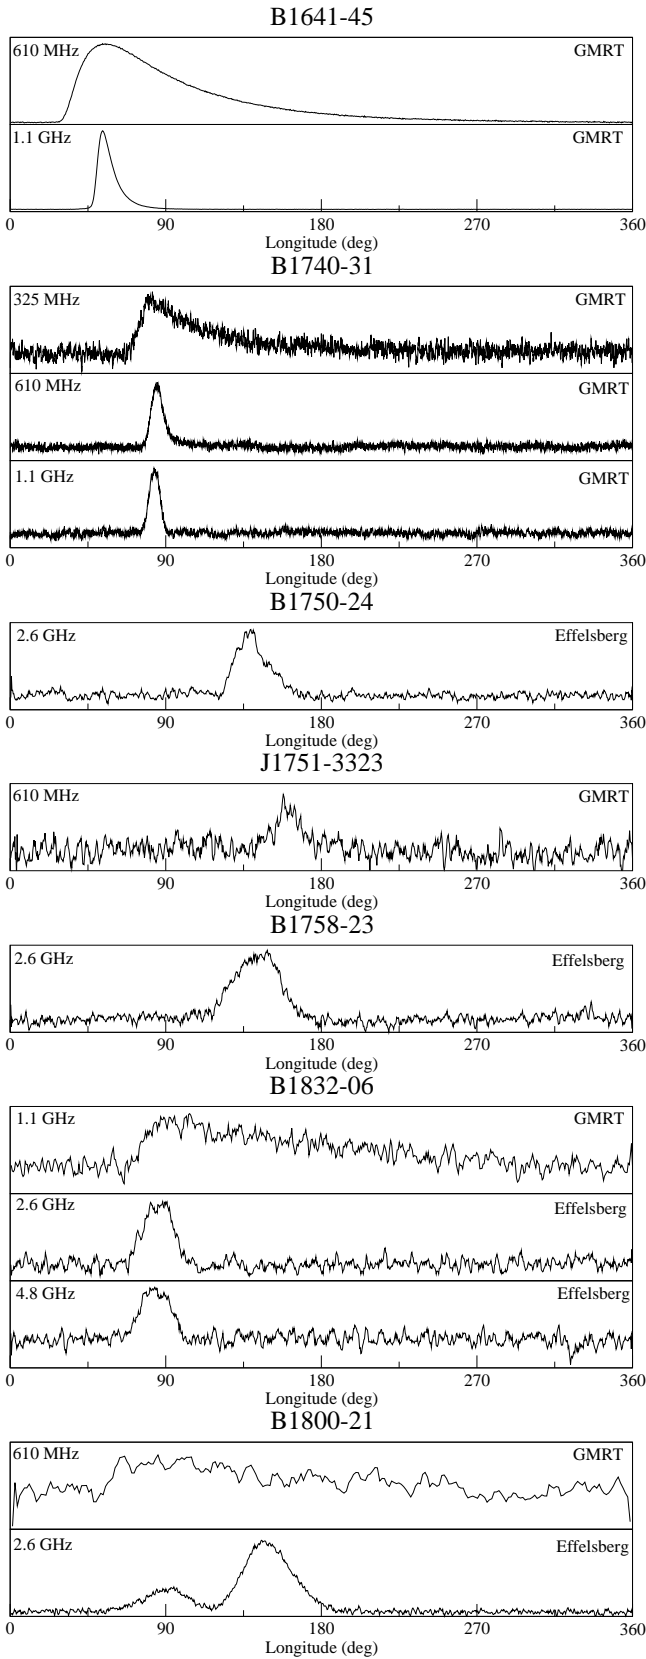 B1641-45
610 MHz GMRT
1.1 GHz GMRT
0 90 180 270 360
Longitude (deg)
B1740-31
325 MHz GMRT
610 MHz GMRT
1.1 GHz GMRT
0 90 180 270 360
Longitude (deg)
B1750-24
2.6 GHz Effelsberg
0 90 180 270 360
Longitude (deg)
J1751-3323
610 MHz GMRT
0 90 180 270 360
Longitude (deg)
B1758-23
2.6 GHz Effelsberg
0 90 180 270 360
Longitude (deg)
B1832-06
1.1 GHz GMRT
2.6 GHz Effelsberg
4.8 GHz Effelsberg
0 90 180 270 360
Longitude (deg)
B1800-21
610 MHz GMRT
2.6 GHz Effelsberg
0 90 180 270 360
Longitude (deg)